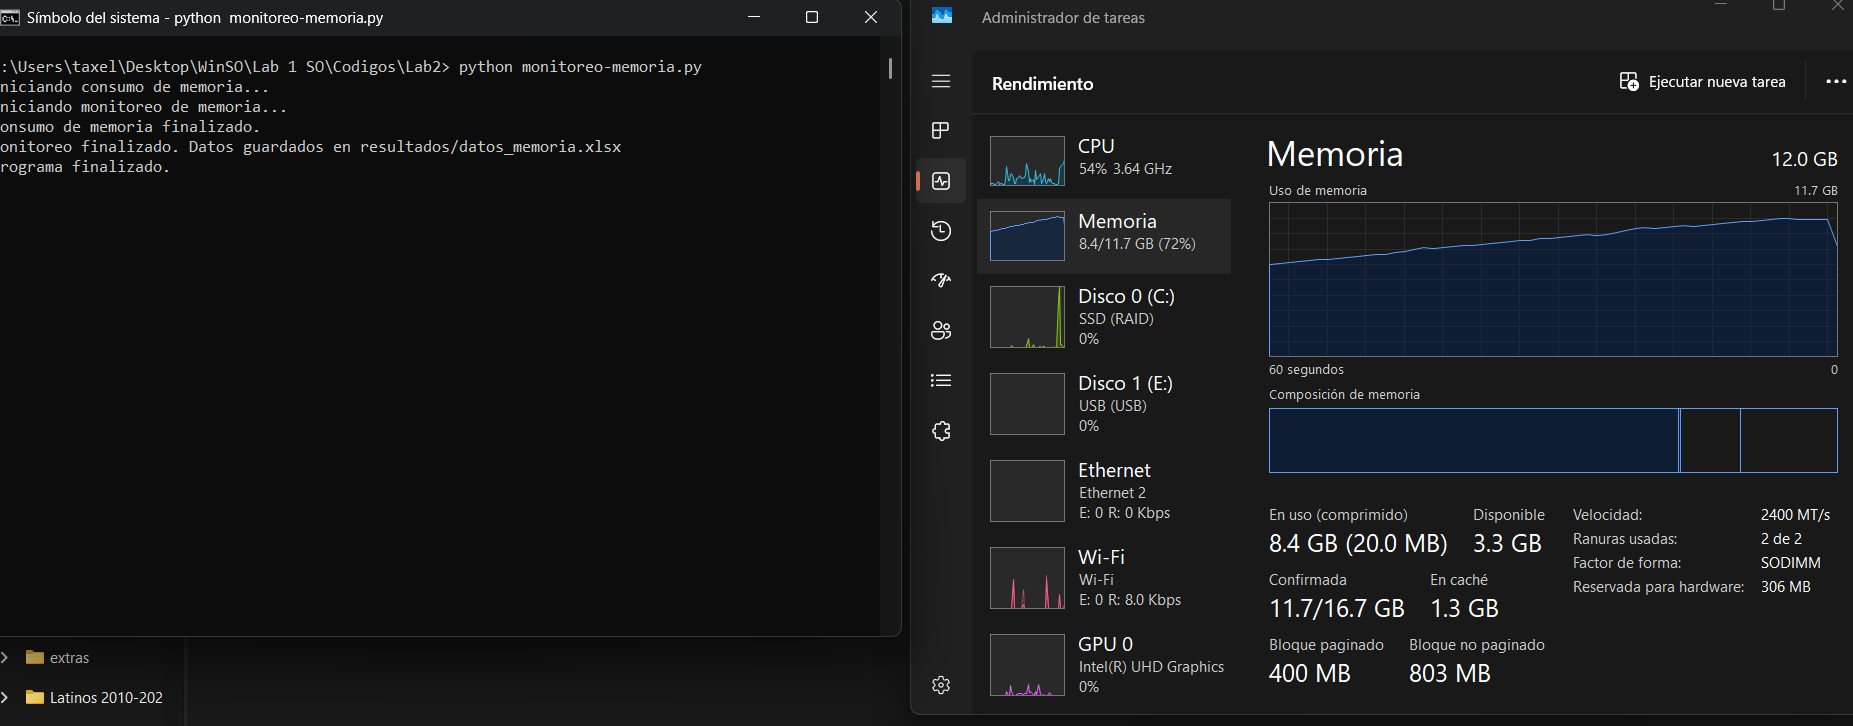 Símbolo del sistema - python  monitoreo-memoria.py
:\Users\taxel\Desktop\WinSO\Lab 1 SO\Codigos\Lab2> python monitoreo-memoria.py
niciando consumo de memoria...
niciando monitoreo de memoria...
onsumo de memoria finalizado.
onitoreo finalizado. Datos guardados en resultados/datos_memoria.xlsx
rograma finalizado.
extras
Latinos 2010-202
Administrador de tareas
Rendimiento
Ejecutar nueva tarea
CPU
54% 3.64 GHz
Memoria
8.4/11.7 GB (72%)
Disco 0 (C:)
SSD (RAID)
0%
Disco 1 (E:)
USB (USB)
0%
Ethernet
Ethernet 2
E: 0 R: 0 Kbps
Wi-Fi
Wi-Fi
E: 0 R: 8.0 Kbps
GPU 0
Intel(R) UHD Graphics
0%
Memoria
12.0 GB
Uso de memoria
11.7 GB
60 segundos
0
Composición de memoria
En uso (comprimido)
8.4 GB (20.0 MB)
Disponible
3.3 GB
Confirmada
11.7/16.7 GB
En caché
1.3 GB
Bloque paginado
400 MB
Bloque no paginado
803 MB
Velocidad: 2400 MT/s
Ranuras usadas: 2 de 2
Factor de forma: SODIMM
Reservada para hardware: 306 MB